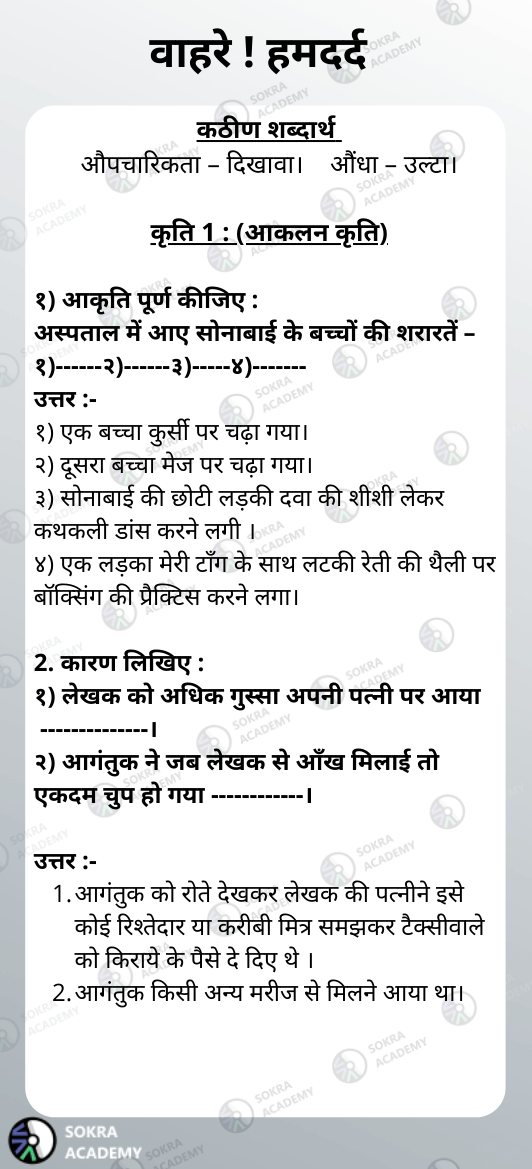 वाहरे ! हमदर्द
कठीण शब्दार्थ
औपचारिकता – दिखावा। औंधा – उल्टा।
कृति 1 : (आकलन कृति)
१) आकृति पूर्ण कीजिए :
अस्पताल में आए सोनाबाई के बच्चों की शरारतें –
१)------२)------३)-----४)-------
उत्तर :-
१) एक बच्चा कुर्सी पर चढ़ा गया।
२) दूसरा बच्चा मेज पर चढ़ा गया।
३) सोनाबाई की छोटी लड़की दवा की शीशी लेकर
कथकली डांस करने लगी ।
४) एक लड़का मेरी टाँग के साथ लटकी रेती की थैली पर
बॉक्सिंग की प्रैक्टिस करने लगा।
2. कारण लिखिए :
१) लेखक को अधिक गुस्सा अपनी पत्नी पर आया
--------------।
२) आगंतुक ने जब लेखक से आँख मिलाई तो
एकदम चुप हो गया ------------।
उत्तर :-
1. आगंतुक को रोते देखकर लेखक की पत्नीने इसे
कोई रिश्तेदार या करीबी मित्र समझकर टैक्सीवाले
को किराये के पैसे दे दिए थे ।
2. आगंतुक किसी अन्य मरीज से मिलने आया था।
SOKRA
ACADEMY